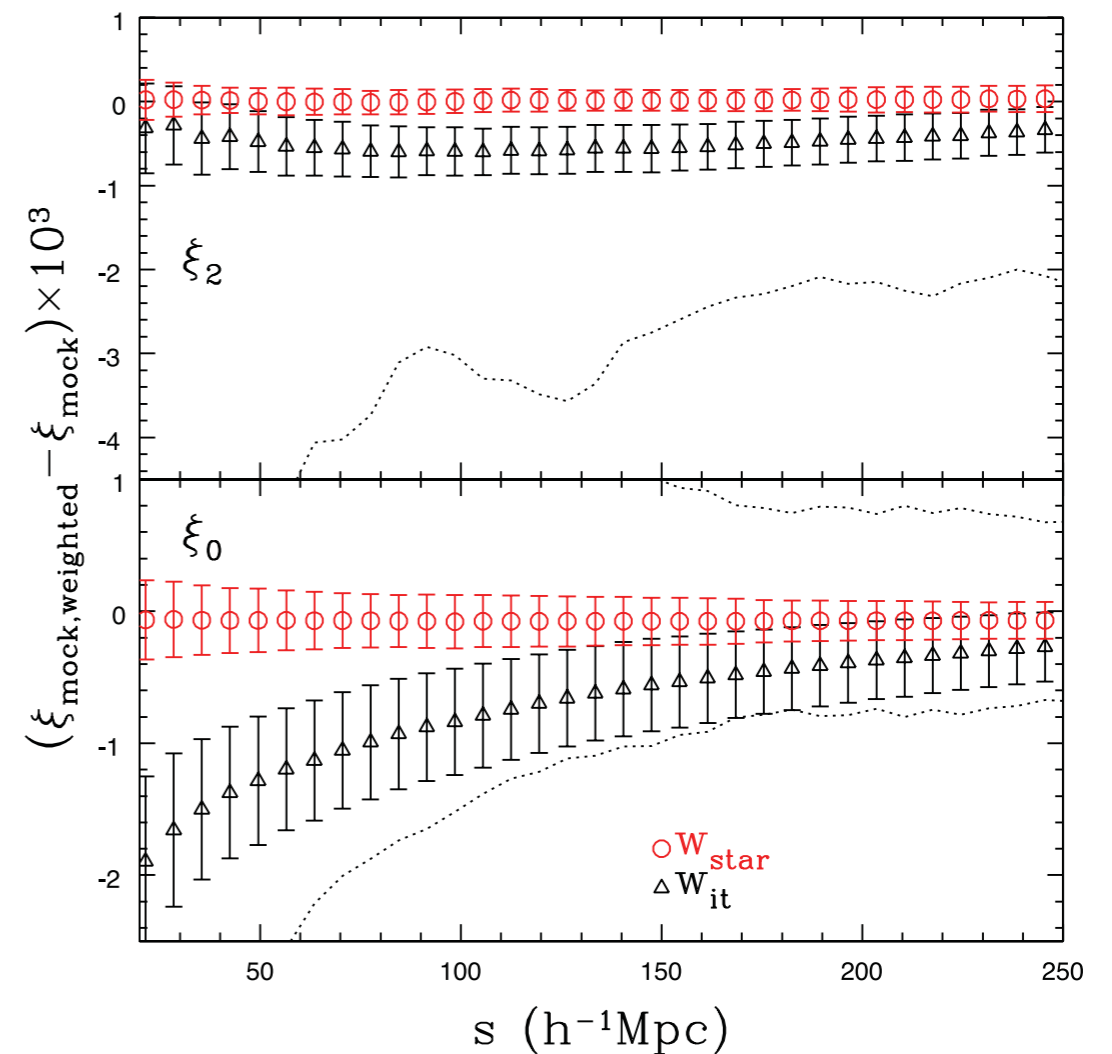 (ξmock,weighted−ξmock)×10³
1
0
-1
-2
-3
-4
ξ₂
1
0
-1
-2
ξ₀
Wstar
Wit
50 100 150 200 250
s (h⁻¹Mpc)